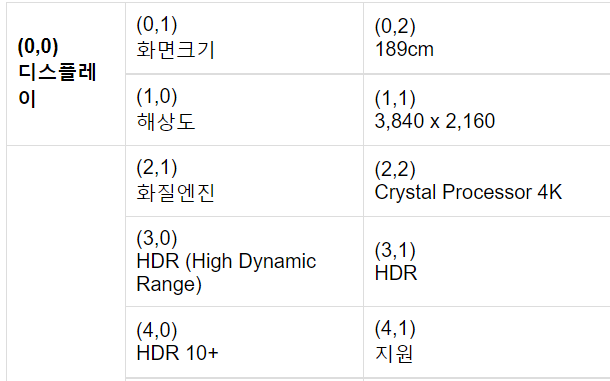 (0,0)
디스플레
이
(0,1)
화면크기
(0,2)
189cm
(1,0)
해상도
(1,1)
3,840 x 2,160
(2,1)
화질엔진
(2,2)
Crystal Processor 4K
(3,0)
HDR (High Dynamic
Range)
(3,1)
HDR
(4,0)
HDR 10+
(4,1)
지원